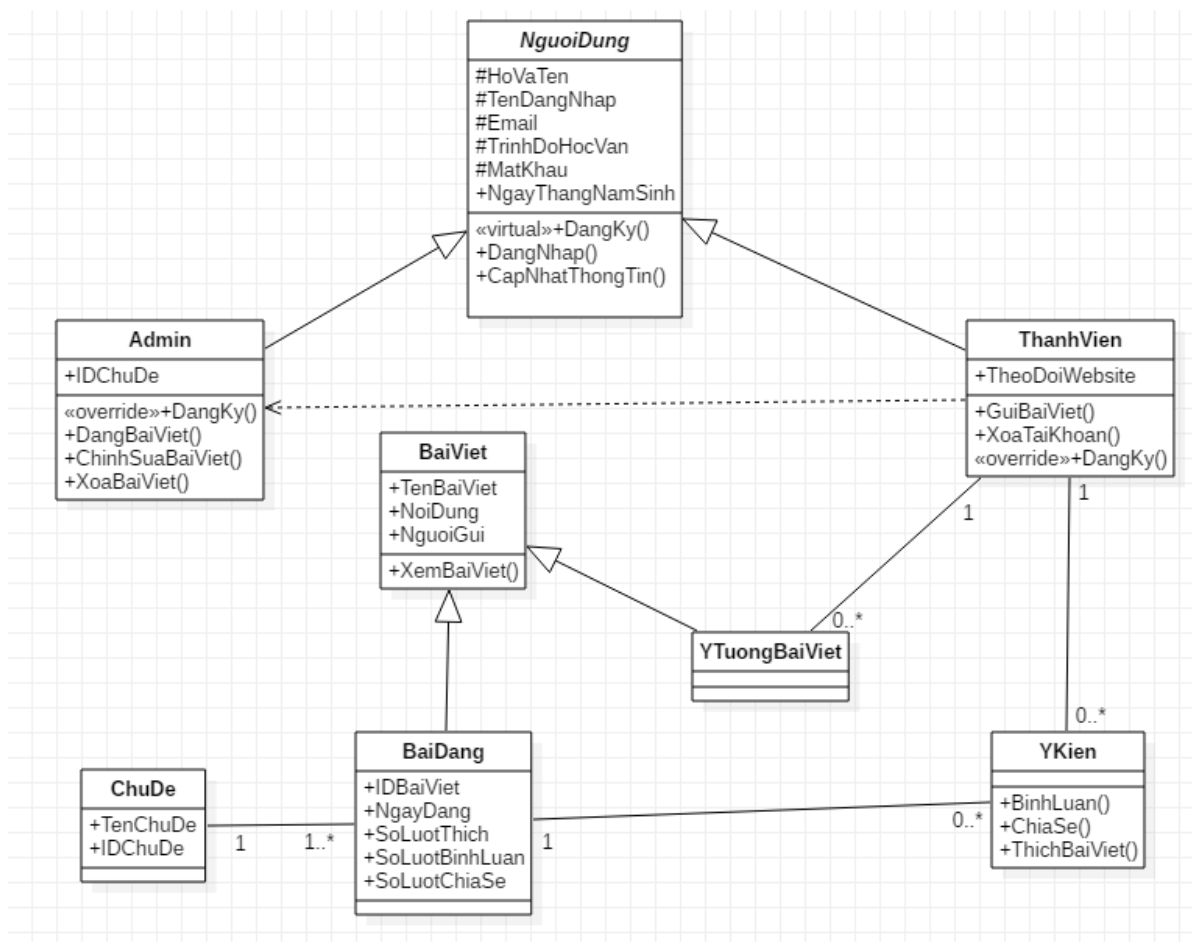 NguoiDung
#HoVaTen
#TenDangNhap
#Email
#TrinhDoHocVan
#MatKhau
+NgayThangNamSinh
«virtual»+DangKy()
+DangNhap()
+CapNhatThongTin()
Admin
+IDChuDe
«override»+DangKy()
+DangBaiViet()
+ChinhSuaBaiViet()
+XoaBaiViet()
ThanhVien
+TheoDoiWebsite
+GuiBaiViet()
+XoaTaiKhoan()
«override»+DangKy()
1
1
BaiViet
+TenBaiViet
+NoiDung
+NguoiGui
+XemBaiViet()
0..*
YTuongBaiViet
0..*
ChuDe
+TenChuDe
+IDChuDe
1
1..*
BaiDang
+IDBaiViet
+NgayDang
+SoLuotThich
+SoLuotBinhLuan
+SoLuotChiaSe
1
0..*
YKien
+BinhLuan()
+ChiaSe()
+ThichBaiViet()